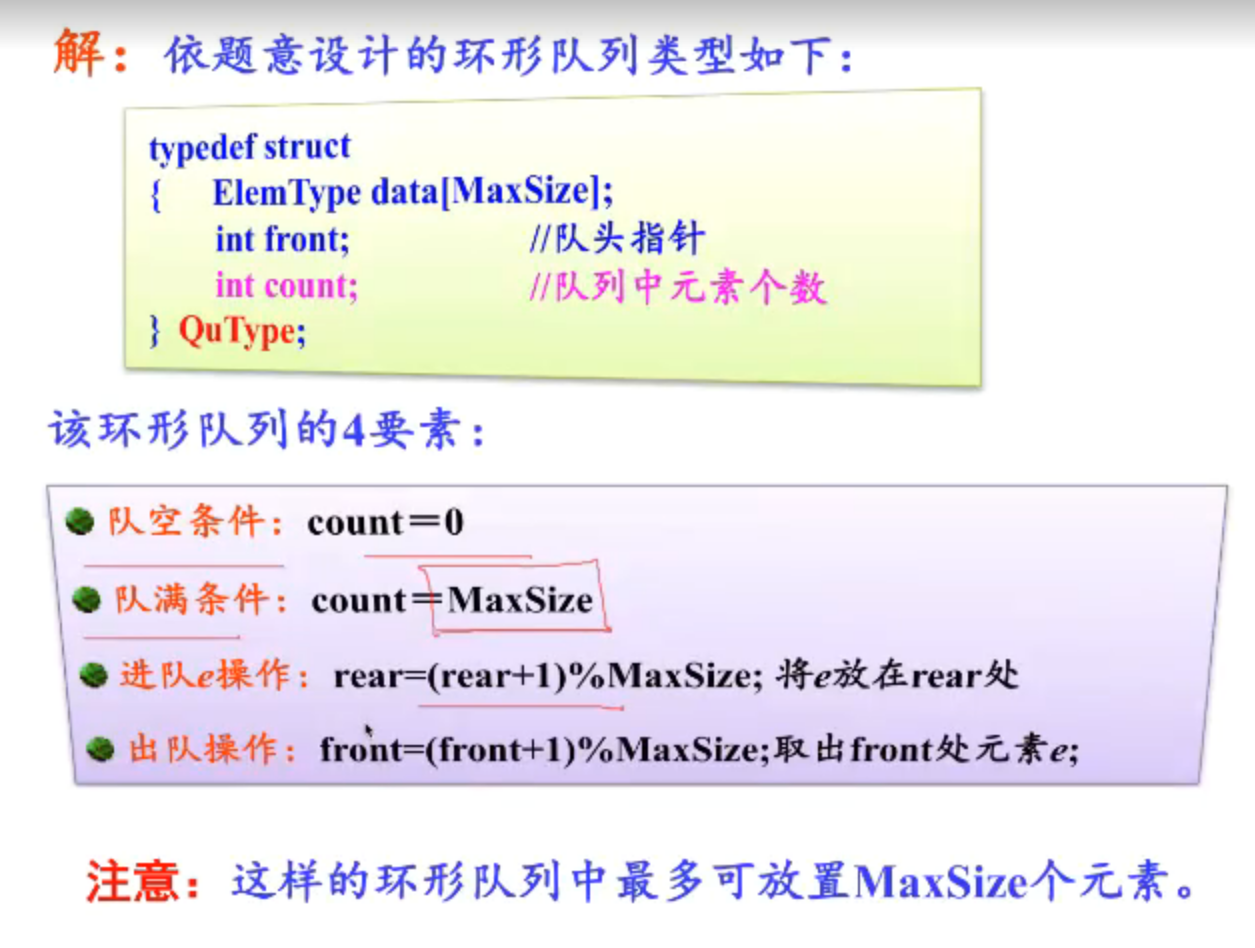 解：依题意设计的环形队列类型如下：
typedef struct
{ ElemType data[MaxSize];
int front; //队头指针
int count; //队列中元素个数
} QuType;
该环形队列的4要素：
队空条件：count＝0
队满条件：count＝MaxSize
进队e操作：rear=(rear+1)%MaxSize; 将e放在rear处
出队操作：front=(front+1)%MaxSize;取出front处元素e;
注意：这样的环形队列中最多可放置MaxSize个元素。